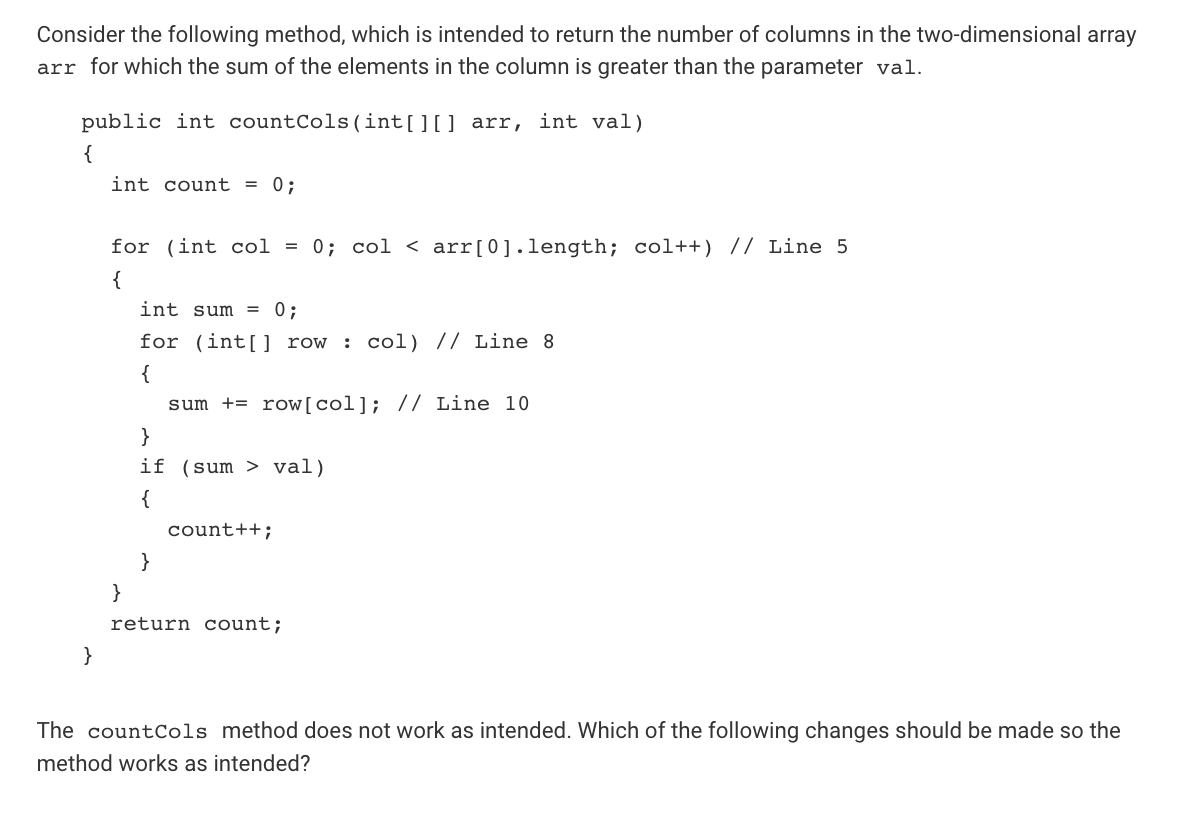 Consider the following method, which is intended to return the number of columns in the two-dimensional array
arr for which the sum of the elements in the column is greater than the parameter val.
public int countCols(int[][] arr, int val)
{
int count = 0;
for (int col = 0; col < arr[0].length; col++) // Line 5
{
int sum = 0;
for (int[] row : col) // Line 8
{
sum += row[col]; // Line 10
}
if (sum > val)
{
count++;
}
}
return count;
}
The countCols method does not work as intended. Which of the following changes should be made so the
method works as intended?